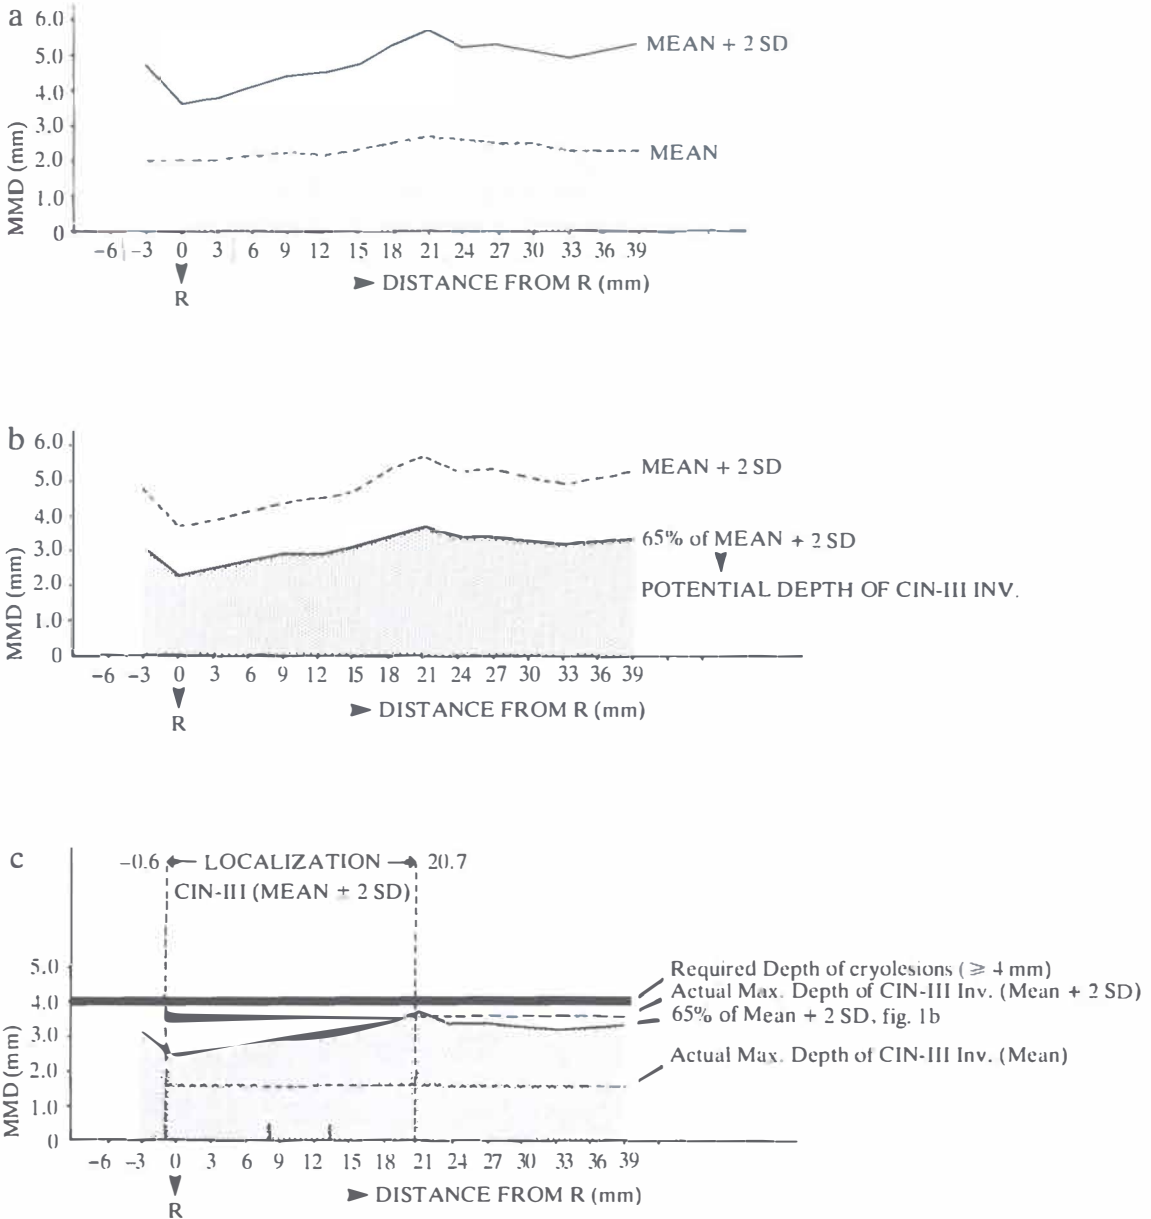 a
6.0
5.0
4.0
3.0
2.0
1.0
0
MMD (mm)
MEAN + 2 SD
MEAN
-6 -3 0 3 6 9 12 15 18 21 24 27 30 33 36 39
R
DISTANCE FROM R (mm)
b
6.0
5.0
4.0
3.0
2.0
1.0
0
MMD (mm)
MEAN + 2 SD
65% of MEAN + 2 SD
POTENTIAL DEPTH OF CIN-III INV.
-6 -3 0 3 6 9 12 15 18 21 24 27 30 33 36 39
R
DISTANCE FROM R (mm)
c
-0.6 LOCALIZATION 20.7
CIN-III (MEAN ± 2 SD)
5.0
4.0
3.0
2.0
1.0
0
MMD (mm)
Required Depth of cryolesions (⩾ 4 mm)
Actual Max. Depth of CIN-III Inv. (Mean + 2 SD)
65% of Mean + 2 SD, fig. 1b
Actual Max. Depth of CIN-III Inv. (Mean)
-6 -3 0 3 6 9 12 15 18 21 24 27 30 33 36 39
R
DISTANCE FROM R (mm)